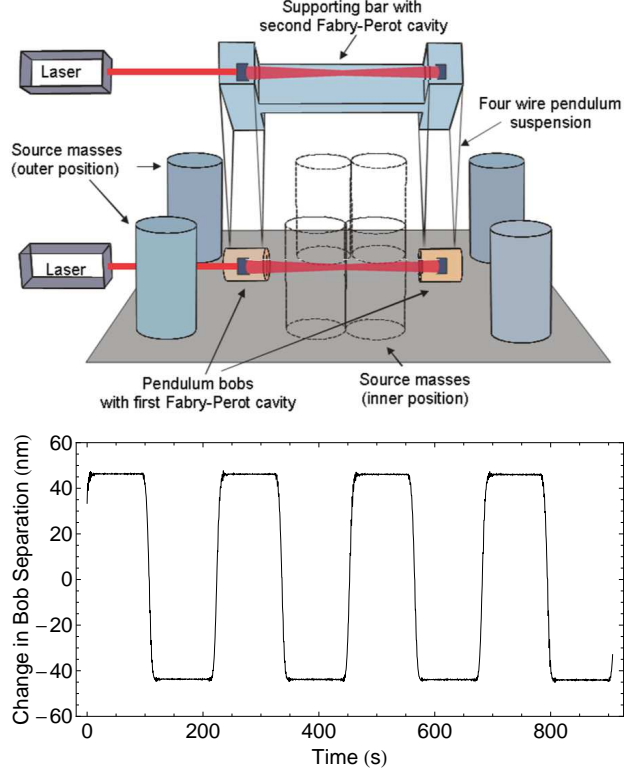 Supporting bar with
second Fabry-Perot cavity
Laser
Four wire pendulum
suspension
Source masses
(outer position)
Laser
Pendulum bobs
with first Fabry-Perot cavity
Source masses
(inner position)
Change in Bob Separation (nm)
60
40
20
0
−20
−40
−60
0
200
400
600
800
Time (s)